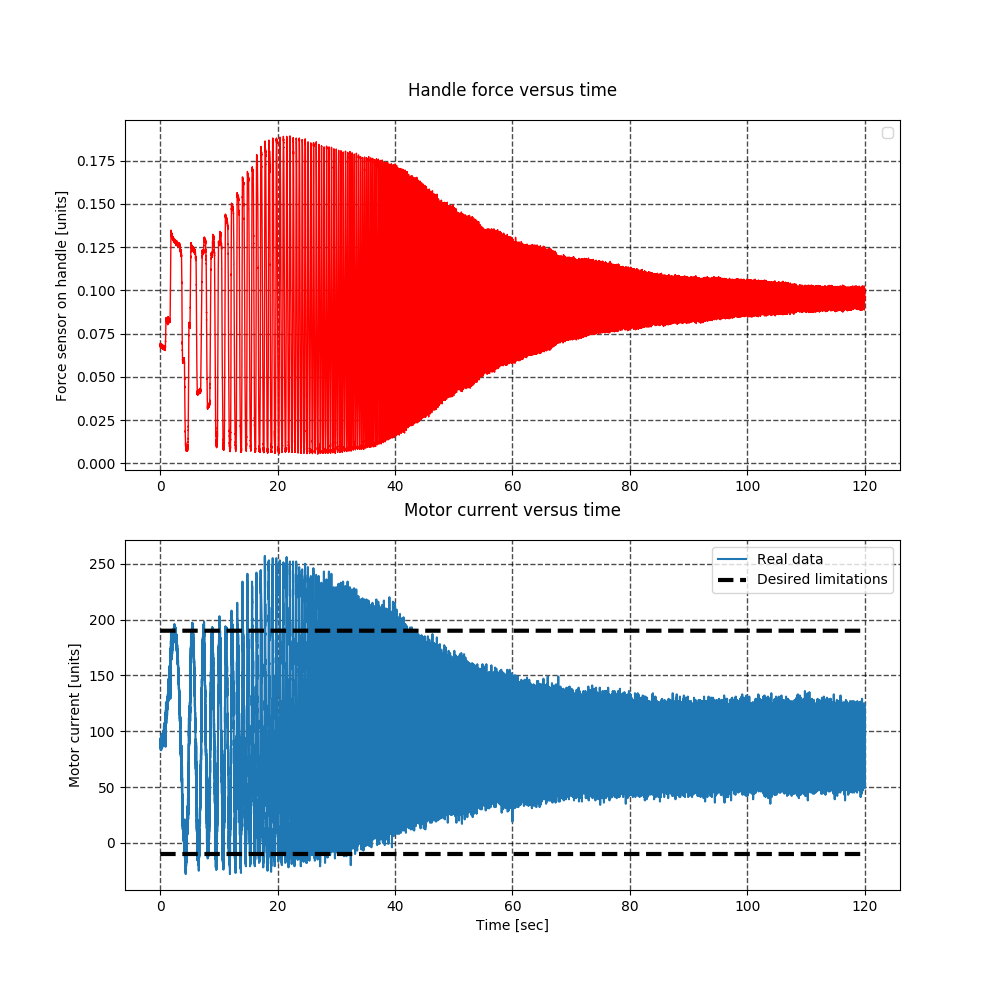 Handle force versus time
Force sensor on handle [units]
0.175
0.150
0.125
0.100
0.075
0.050
0.025
0.000
0 20 40 60 80 100 120
Motor current versus time
Motor current [units]
250
200
150
100
50
0
Real data
Desired limitations
0 20 40 60 80 100 120
Time [sec]